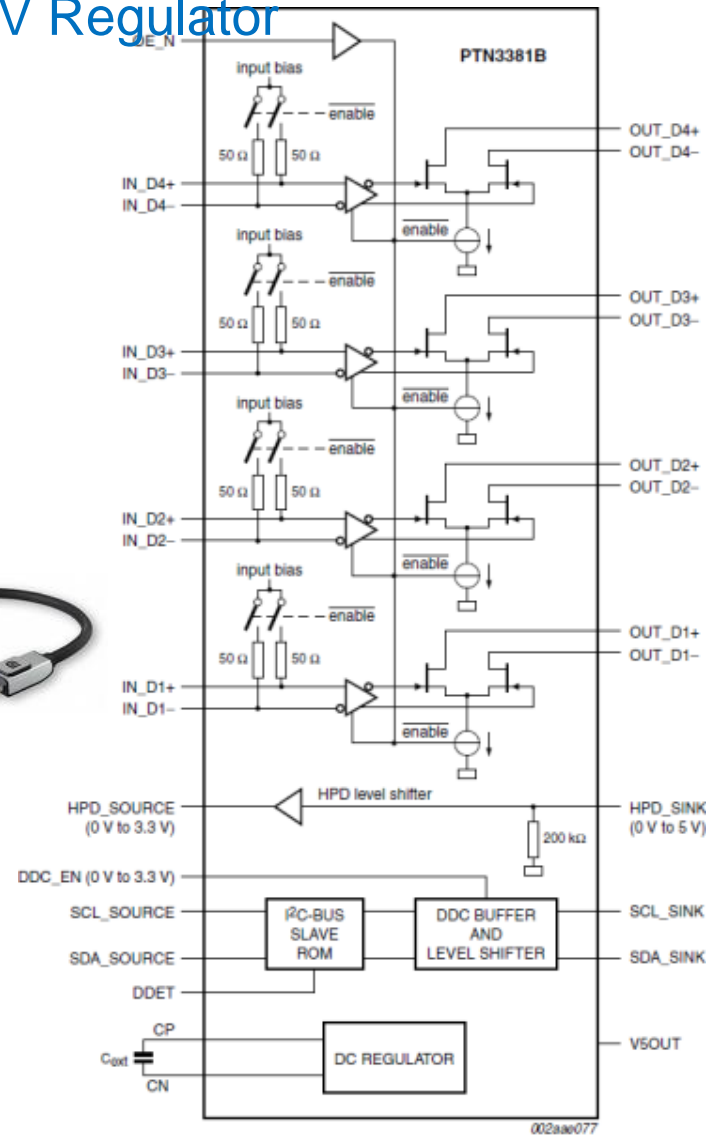 V Regulator
OE_N
PTN3381B
input bias
enable
50 Ω
50 Ω
OUT_D4+
OUT_D4−
IN_D4+
IN_D4−
enable
input bias
enable
50 Ω
50 Ω
OUT_D3+
OUT_D3−
IN_D3+
IN_D3−
enable
input bias
enable
50 Ω
50 Ω
OUT_D2+
OUT_D2−
IN_D2+
IN_D2−
enable
input bias
enable
50 Ω
50 Ω
OUT_D1+
OUT_D1−
IN_D1+
IN_D1−
enable
HPD level shifter
HPD_SOURCE
(0 V to 3.3 V)
HPD_SINK
(0 V to 5 V)
200 kΩ
DDC_EN (0 V to 3.3 V)
SCL_SOURCE
SDA_SOURCE
I²C-BUS
SLAVE
ROM
DDC BUFFER
AND
LEVEL SHIFTER
SCL_SINK
SDA_SINK
DDET
CP
Cext
CN
DC REGULATOR
V5OUT
002aae077